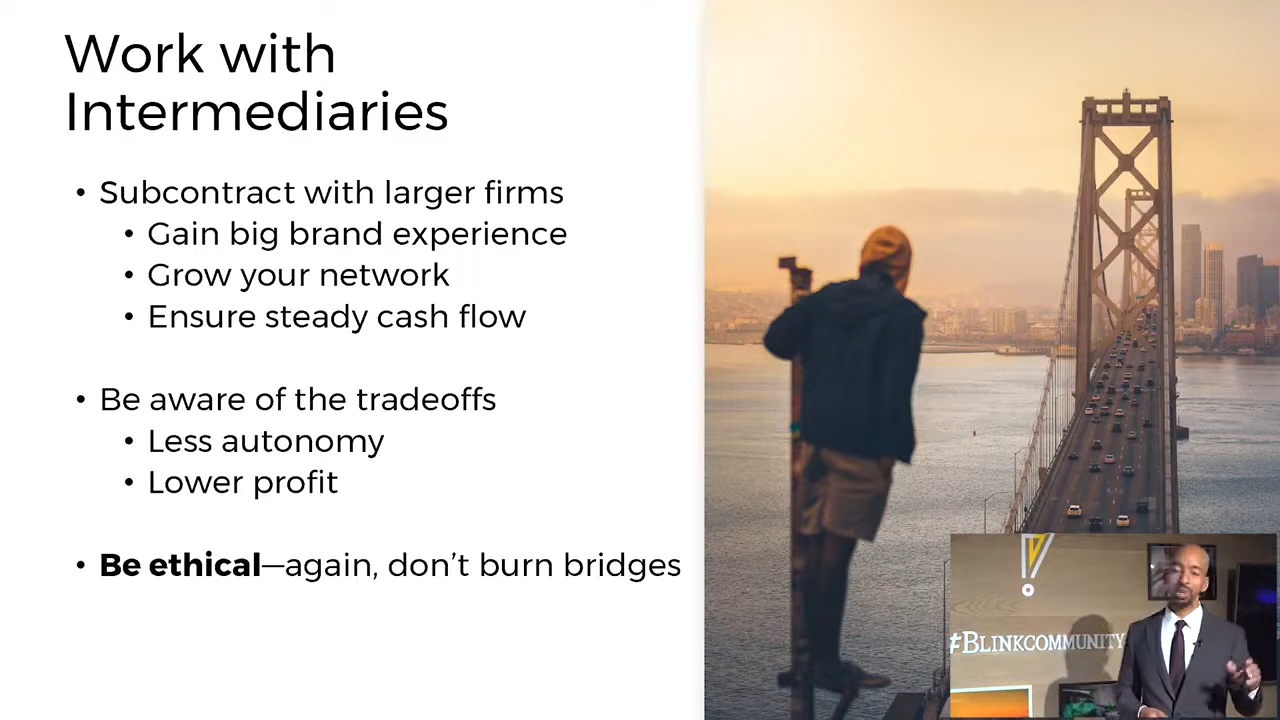 Work with
Intermediaries
• Subcontract with larger firms
• Gain big brand experience
• Grow your network
• Ensure steady cash flow
• Be aware of the tradeoffs
• Less autonomy
• Lower profit
• Be ethical—again, don’t burn bridges
#BLINKCOMMUNITY